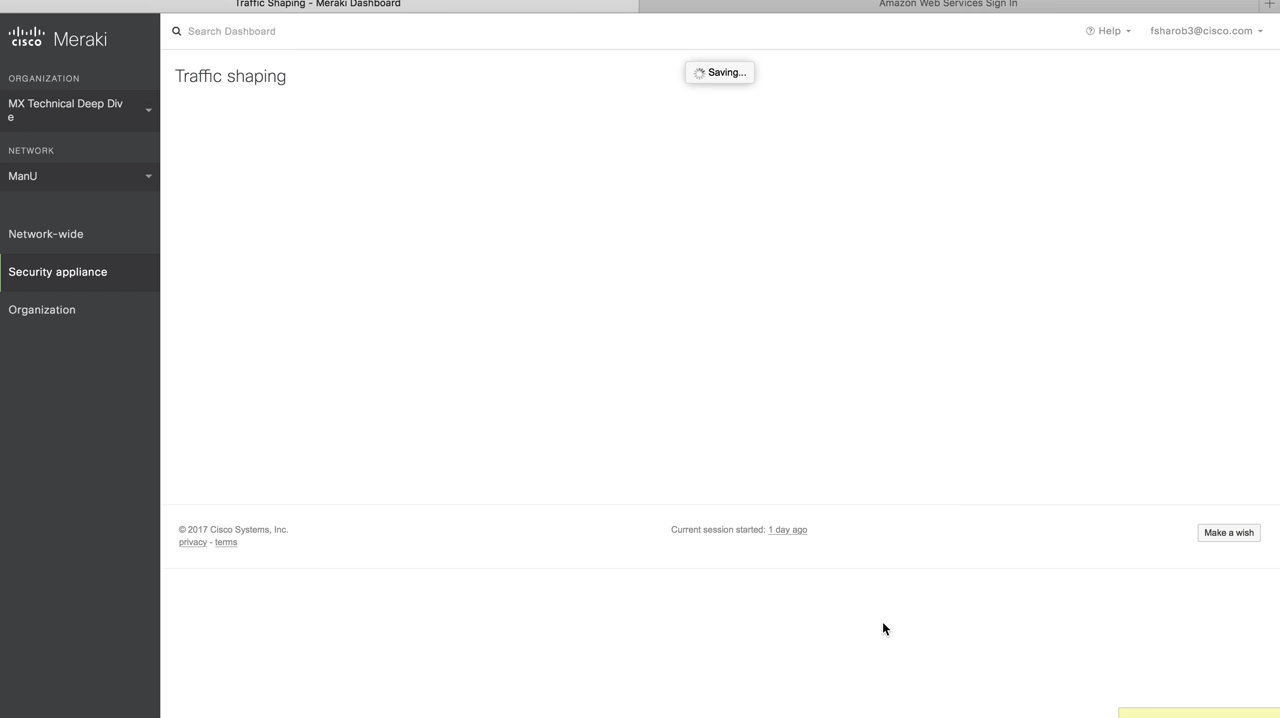 Traffic Shaping - Meraki Dashboard
Amazon Web Services Sign In
cisco Meraki
Search Dashboard
Help
fsharob3@cisco.com
ORGANIZATION
MX Technical Deep Div
e
NETWORK
ManU
Network-wide
Security appliance
Organization
Traffic shaping
Saving...
© 2017 Cisco Systems, Inc.
privacy - terms
Current session started: 1 day ago
Make a wish